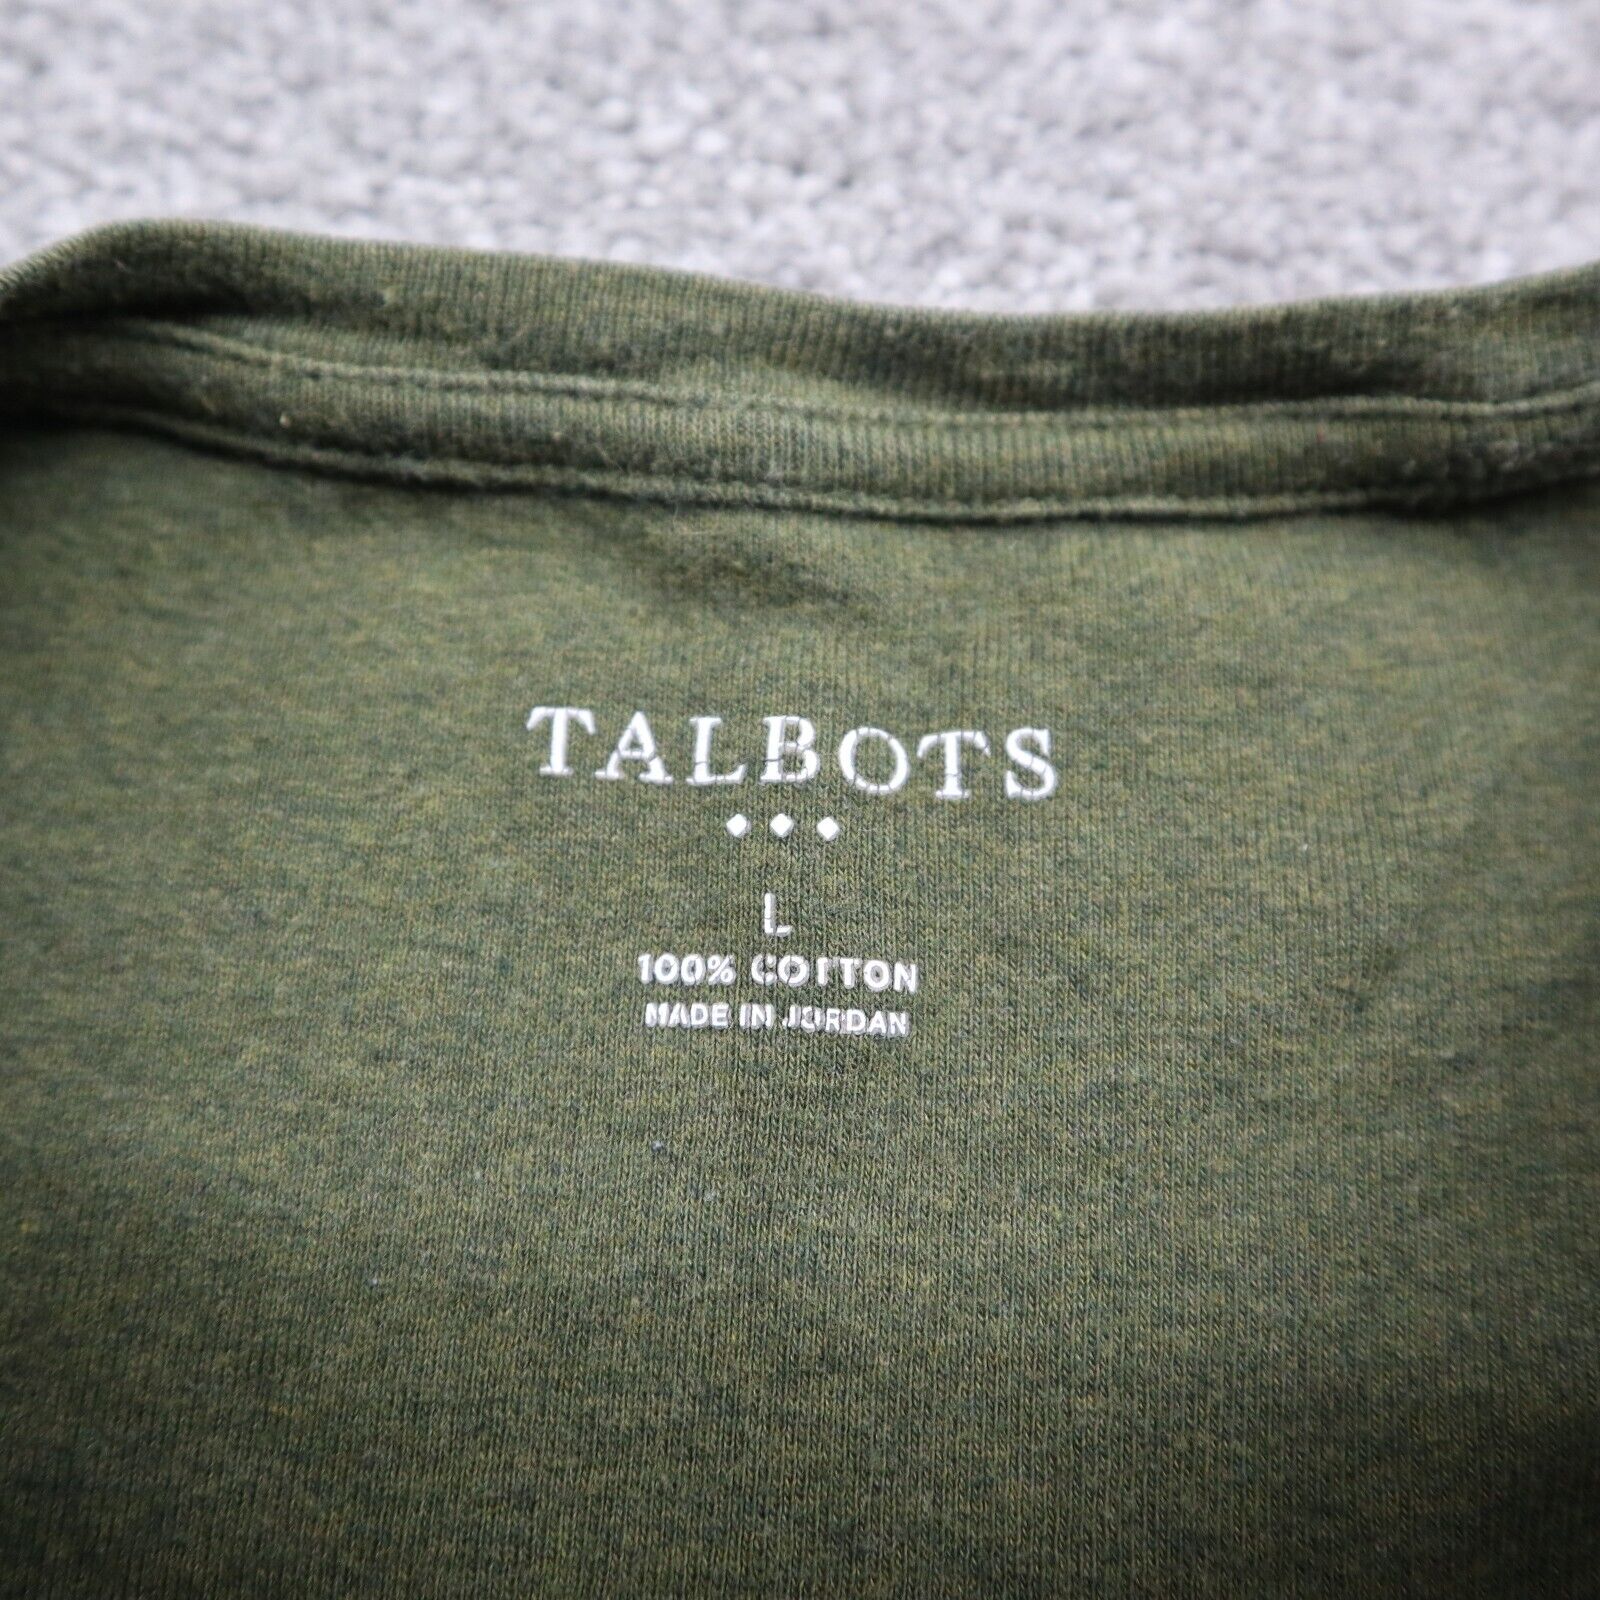 TALBOTS
L
100% COTTON
MADE IN JORDAN